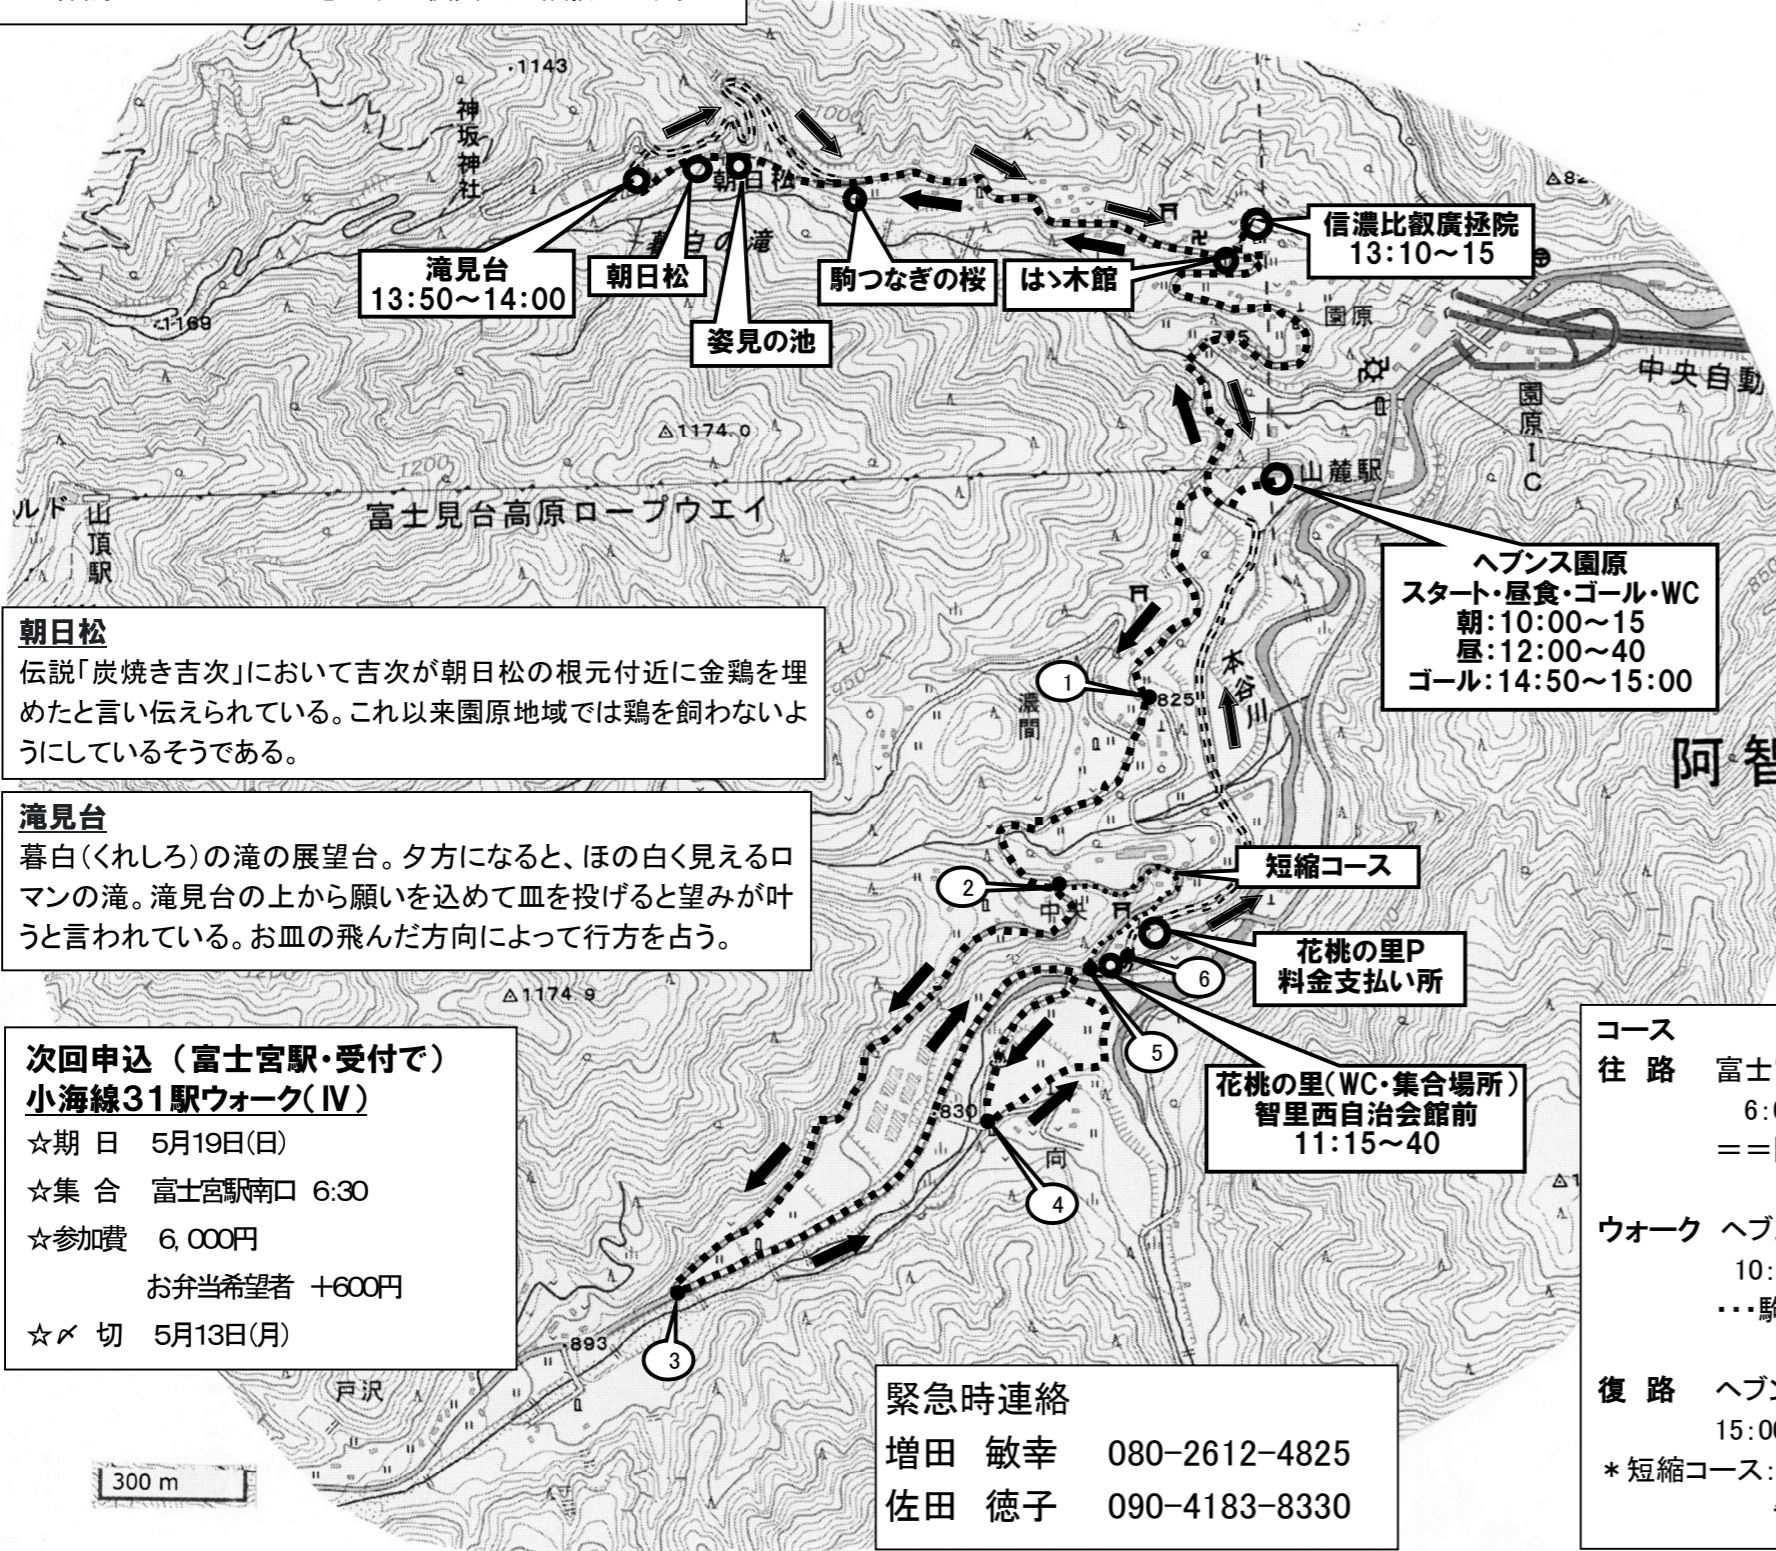 ・1143
神坂神社
1000
朝日松
暮白の滝
滝見台
13:50～14:00
朝日松
姿見の池
駒つなぎの桜
はゝ木館
信濃比叡廣拯院
13:10～15
・1169
園原
775
中央自動
園原IC
△1174.0
1200
山麓駅
ルド
山頂駅
富士見台高原ロープウエイ
ヘブンス園原
スタート・昼食・ゴール・WC
朝:10:00～15
昼:12:00～40
ゴール:14:50～15:00
850
朝日松
伝説「炭焼き吉次」において吉次が朝日松の根元付近に金鶏を埋
めたと言い伝えられている。これ以来園原地域では鶏を飼わないよ
うにしているそうである。
950
濃間
1
825
本谷川
阿智
滝見台
暮白(くれしろ)の滝の展望台。夕方になると、ほの白く見えるロ
マンの滝。滝見台の上から願いを込めて皿を投げると望みが叶
うと言われている。お皿の飛んだ方向によって行方を占う。
短縮コース
2
中央
花桃の里P
料金支払い所
6
1200
△1174.9
5
花桃の里(WC・集合場所)
智里西自治会館前
11:15～40
830
向
4
次回申込 (富士宮駅・受付で)
小海線31駅ウォーク(Ⅳ)
☆期 日 5月19日(日)
☆集 合 富士宮駅南口 6:30
☆参加費 6,000円
お弁当希望者 +600円
☆〆 切 5月13日(月)
3
・893
戸沢
300 m
緊急時連絡
増田 敏幸 080-2612-4825
佐田 徳子 090-4183-8330
コース
往 路 富士
ウォーク ヘブ
10:
復 路 ヘブン
15:00
*短縮コース: